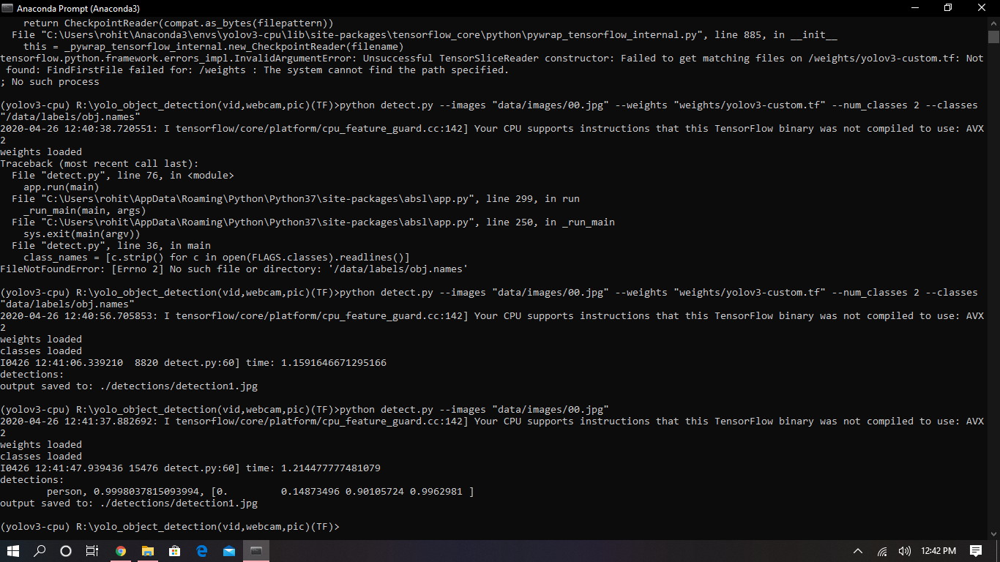 Anaconda Prompt (Anaconda3)
    return CheckpointReader(compat.as_bytes(filepattern))
  File "C:\Users\rohit\Anaconda3\envs\yolov3-cpu\lib\site-packages\tensorflow_core\python\pywrap_tensorflow_internal.py", line 885, in __init__
    this = _pywrap_tensorflow_internal.new_CheckpointReader(filename)
tensorflow.python.framework.errors_impl.InvalidArgumentError: Unsuccessful TensorSliceReader constructor: Failed to get matching files on /weights/yolov3-custom.tf: Not
 found: FindFirstFile failed for: /weights : The system cannot find the path specified.
; No such process
(yolov3-cpu) R:\yolo_object_detection(vid,webcam,pic)(TF)>python detect.py --images "data/images/00.jpg" --weights "weights/yolov3-custom.tf" --num_classes 2 --classes
"/data/labels/obj.names"
2020-04-26 12:40:38.720551: I tensorflow/core/platform/cpu_feature_guard.cc:142] Your CPU supports instructions that this TensorFlow binary was not compiled to use: AVX
2
weights loaded
Traceback (most recent call last):
  File "detect.py", line 76, in <module>
    app.run(main)
  File "C:\Users\rohit\AppData\Roaming\Python\Python37\site-packages\absl\app.py", line 299, in run
    _run_main(main, args)
  File "C:\Users\rohit\AppData\Roaming\Python\Python37\site-packages\absl\app.py", line 250, in _run_main
    sys.exit(main(argv))
  File "detect.py", line 36, in main
    class_names = [c.strip() for c in open(FLAGS.classes).readlines()]
FileNotFoundError: [Errno 2] No such file or directory: '/data/labels/obj.names'
(yolov3-cpu) R:\yolo_object_detection(vid,webcam,pic)(TF)>python detect.py --images "data/images/00.jpg" --weights "weights/yolov3-custom.tf" --num_classes 2 --classes
"data/labels/obj.names"
2020-04-26 12:40:56.705853: I tensorflow/core/platform/cpu_feature_guard.cc:142] Your CPU supports instructions that this TensorFlow binary was not compiled to use: AVX
2
weights loaded
classes loaded
I0426 12:41:06.339210  8820 detect.py:60] time: 1.1591646671295166
detections:
output saved to: ./detections/detection1.jpg
(yolov3-cpu) R:\yolo_object_detection(vid,webcam,pic)(TF)>python detect.py --images "data/images/00.jpg"
2020-04-26 12:41:37.882692: I tensorflow/core/platform/cpu_feature_guard.cc:142] Your CPU supports instructions that this TensorFlow binary was not compiled to use: AVX
2
weights loaded
classes loaded
I0426 12:41:47.939436 15476 detect.py:60] time: 1.214477777481079
detections:
        person, 0.9998037815093994, [0.         0.14873496 0.90105724 0.9962981 ]
output saved to: ./detections/detection1.jpg
(yolov3-cpu) R:\yolo_object_detection(vid,webcam,pic)(TF)>
12:42 PM